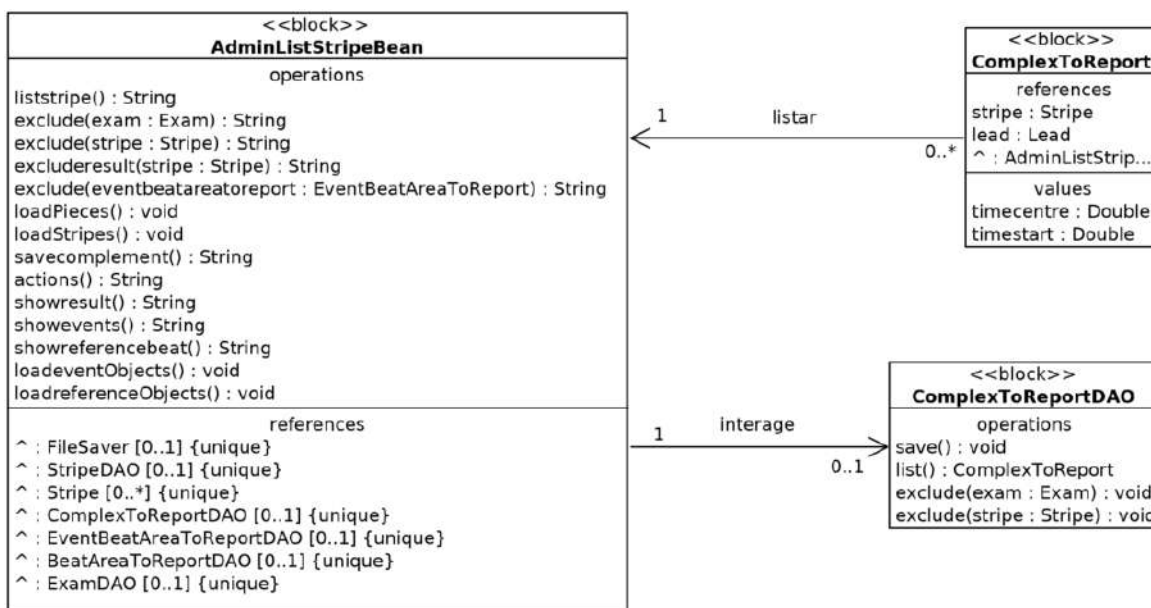 <<block>>
AdminListStripeBean
operations
liststripe() : String
exclude(exam : Exam) : String
exclude(stripe : Stripe) : String
excluderesult(stripe : Stripe) : String
exclude(eventbeatareatoreport : EventBeatAreaToReport) : String
loadPieces() : void
loadStripes() : void
savecomplement() : String
actions() : String
showresult() : String
showevents() : String
showreferencebeat() : String
loadeventObjects() : void
loadreferenceObjects() : void
references
^ : FileSaver [0..1] {unique}
^ : StripeDAO [0..1] {unique}
^ : Stripe [0..*] {unique}
^ : ComplexToReportDAO [0..1] {unique}
^ : EventBeatAreaToReportDAO [0..1] {unique}
^ : BeatAreaToReportDAO [0..1] {unique}
^ : ExamDAO [0..1] {unique}
1
listar
0..*
<<block>>
ComplexToReport
references
stripe : Stripe
lead : Lead
^ : AdminListStrip...
values
timecentre : Double
timestart : Double
1
interage
0..1
<<block>>
ComplexToReportDAO
operations
save() : void
list() : ComplexToReport
exclude(exam : Exam) : void
exclude(stripe : Stripe) : void